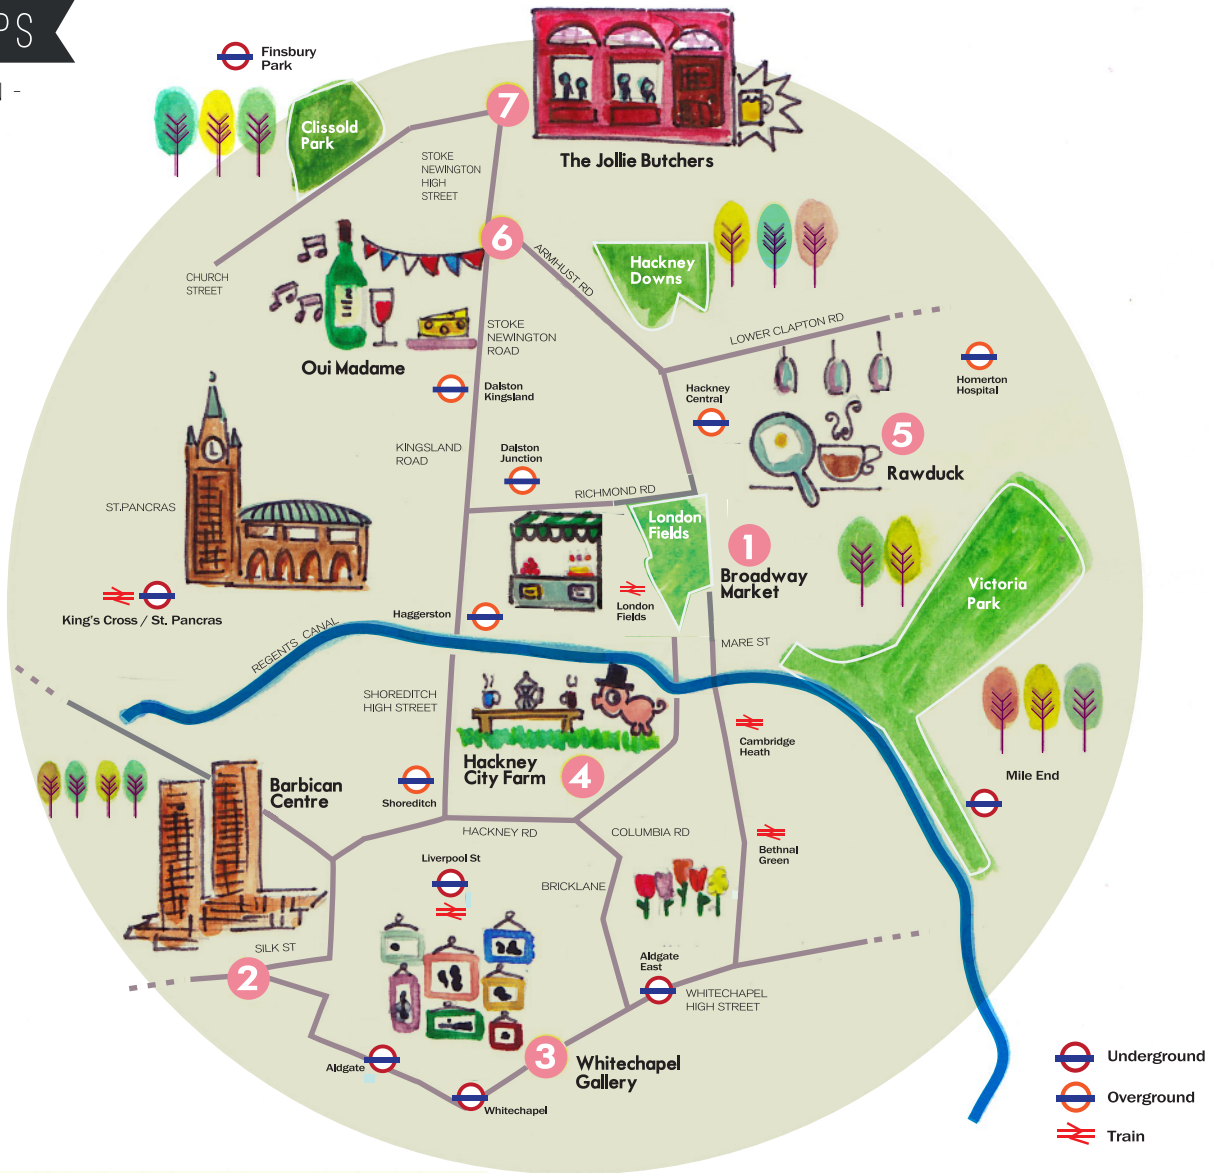 PS
Finsbury
Park
Clissold
Park
7
The Jollie Butchers
STOKE
NEWINGTON
HIGH
STREET
6
ARMHUST RD
Hackney
Downs
CHURCH
STREET
STOKE
NEWINGTON
ROAD
LOWER CLAPTON RD
Oui Madame
Dalston
Kingsland
Hackney
Central
Homerton
Hospital
5
Rawduck
KINGSLAND
ROAD
Dalston
Junction
RICHMOND RD
ST.PANCRAS
London
Fields
1
Broadway
Market
Victoria
Park
King's Cross / St. Pancras
Haggerston
London
Fields
REGENTS CANAL
MARE ST
SHOREDITCH
HIGH STREET
Hackney
City Farm
4
Cambridge
Heath
Mile End
Barbican
Centre
Shoreditch
HACKNEY RD
COLUMBIA RD
Bethnal
Green
Liverpool St
BRICKLANE
SILK ST
2
Aldgate
East
WHITECHAPEL
HIGH STREET
3
Whitechapel
Gallery
Aldgate
Whitechapel
Underground
Overground
Train